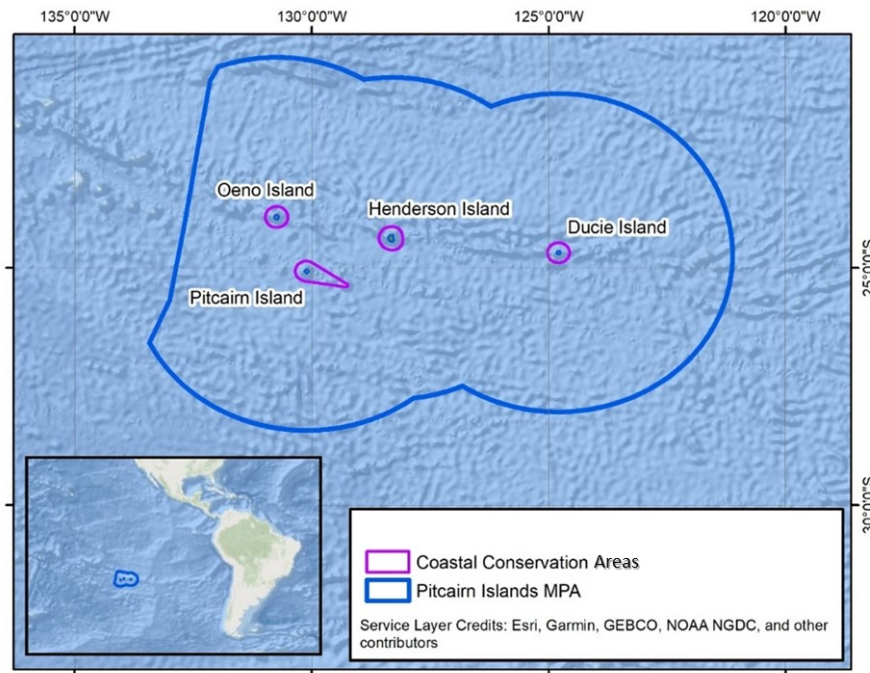 135°0'0"W
130°0'0"W
125°0'0"W
120°0'0"W
Oeno Island
Henderson Island
Ducie Island
Pitcairn Island
25°0'0"S
30°0'0"S
Coastal Conservation Areas
Pitcairn Islands MPA
Service Layer Credits: Esri, Garmin, GEBCO, NOAA NGDC, and other
contributors